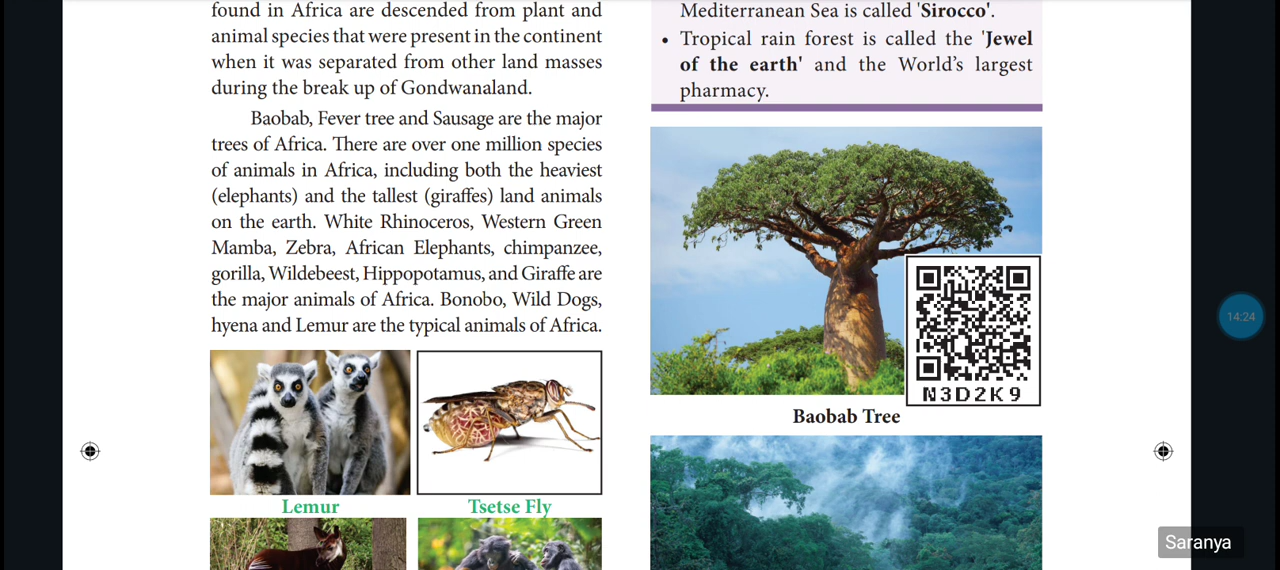 found in Africa are descended from plant and
animal species that were present in the continent
when it was separated from other land masses
during the break up of Gondwanaland.
Baobab, Fever tree and Sausage are the major
trees of Africa. There are over one million species
of animals in Africa, including both the heaviest
(elephants) and the tallest (giraffes) land animals
on the earth. White Rhinoceros, Western Green
Mamba, Zebra, African Elephants, chimpanzee,
gorilla, Wildebeest, Hippopotamus, and Giraffe are
the major animals of Africa. Bonobo, Wild Dogs,
hyena and Lemur are the typical animals of Africa.
Lemur
Tsetse Fly
Mediterranean Sea is called 'Sirocco'.
• Tropical rain forest is called the 'Jewel
of the earth' and the World's largest
pharmacy.
N3D2K9
Baobab Tree
14:24
Saranya